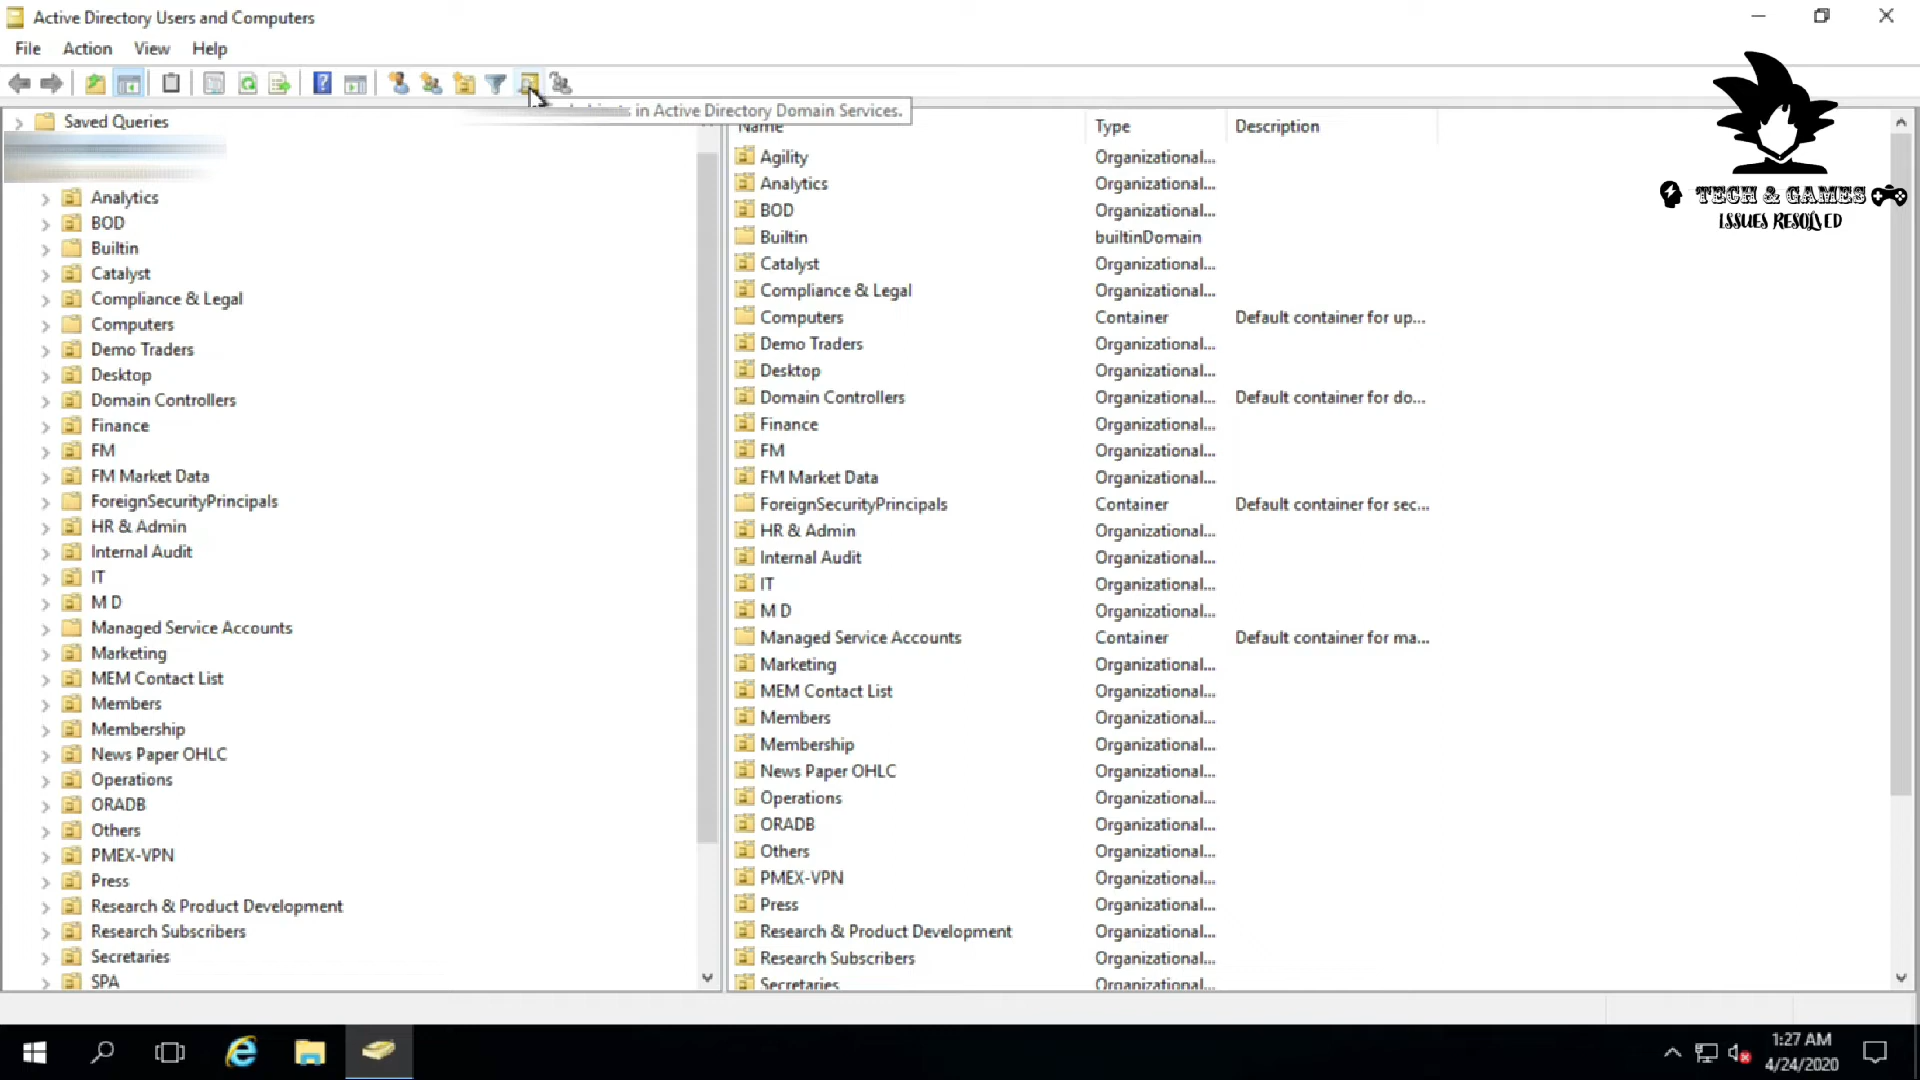 Active Directory Users and Computers
File Action View Help
in Active Directory Domain Services.
Saved Queries
Analytics
BOD
Builtin
Catalyst
Compliance & Legal
Computers
Demo Traders
Desktop
Domain Controllers
Finance
FM
FM Market Data
ForeignSecurityPrincipals
HR & Admin
Internal Audit
IT
M D
Managed Service Accounts
Marketing
MEM Contact List
Members
Membership
News Paper OHLC
Operations
ORADB
Others
PMEX-VPN
Press
Research & Product Development
Research Subscribers
Secretaries
SPA
Name Type Description
Agility Organizational...
Analytics Organizational...
BOD Organizational...
Builtin builtinDomain
Catalyst Organizational...
Compliance & Legal Organizational...
Computers Container Default container for up...
Demo Traders Organizational...
Desktop Organizational...
Domain Controllers Organizational... Default container for do...
Finance Organizational...
FM Organizational...
FM Market Data Organizational...
ForeignSecurityPrincipals Container Default container for sec...
HR & Admin Organizational...
Internal Audit Organizational...
IT Organizational...
M D Organizational...
Managed Service Accounts Container Default container for ma...
Marketing Organizational...
MEM Contact List Organizational...
Members Organizational...
Membership Organizational...
News Paper OHLC Organizational...
Operations Organizational...
ORADB Organizational...
Others Organizational...
PMEX-VPN Organizational...
Press Organizational...
Research & Product Development Organizational...
Research Subscribers Organizational...
Secretaries Organizational...
TECH & GAMES
ISSUES RESOLVED
1:27 AM
4/24/2020